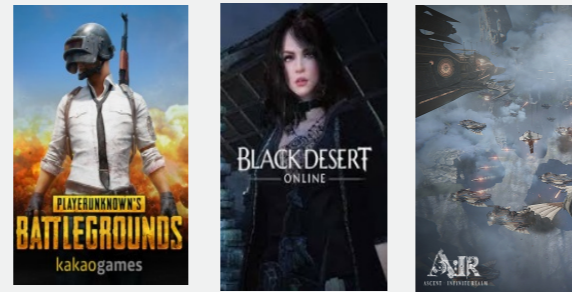 PLAYERUNKNOWN'S
BATTLEGROUNDS
kakaogames
BLACK DESERT
ONLINE
A:IR
ASCENT : INFINITE REALM